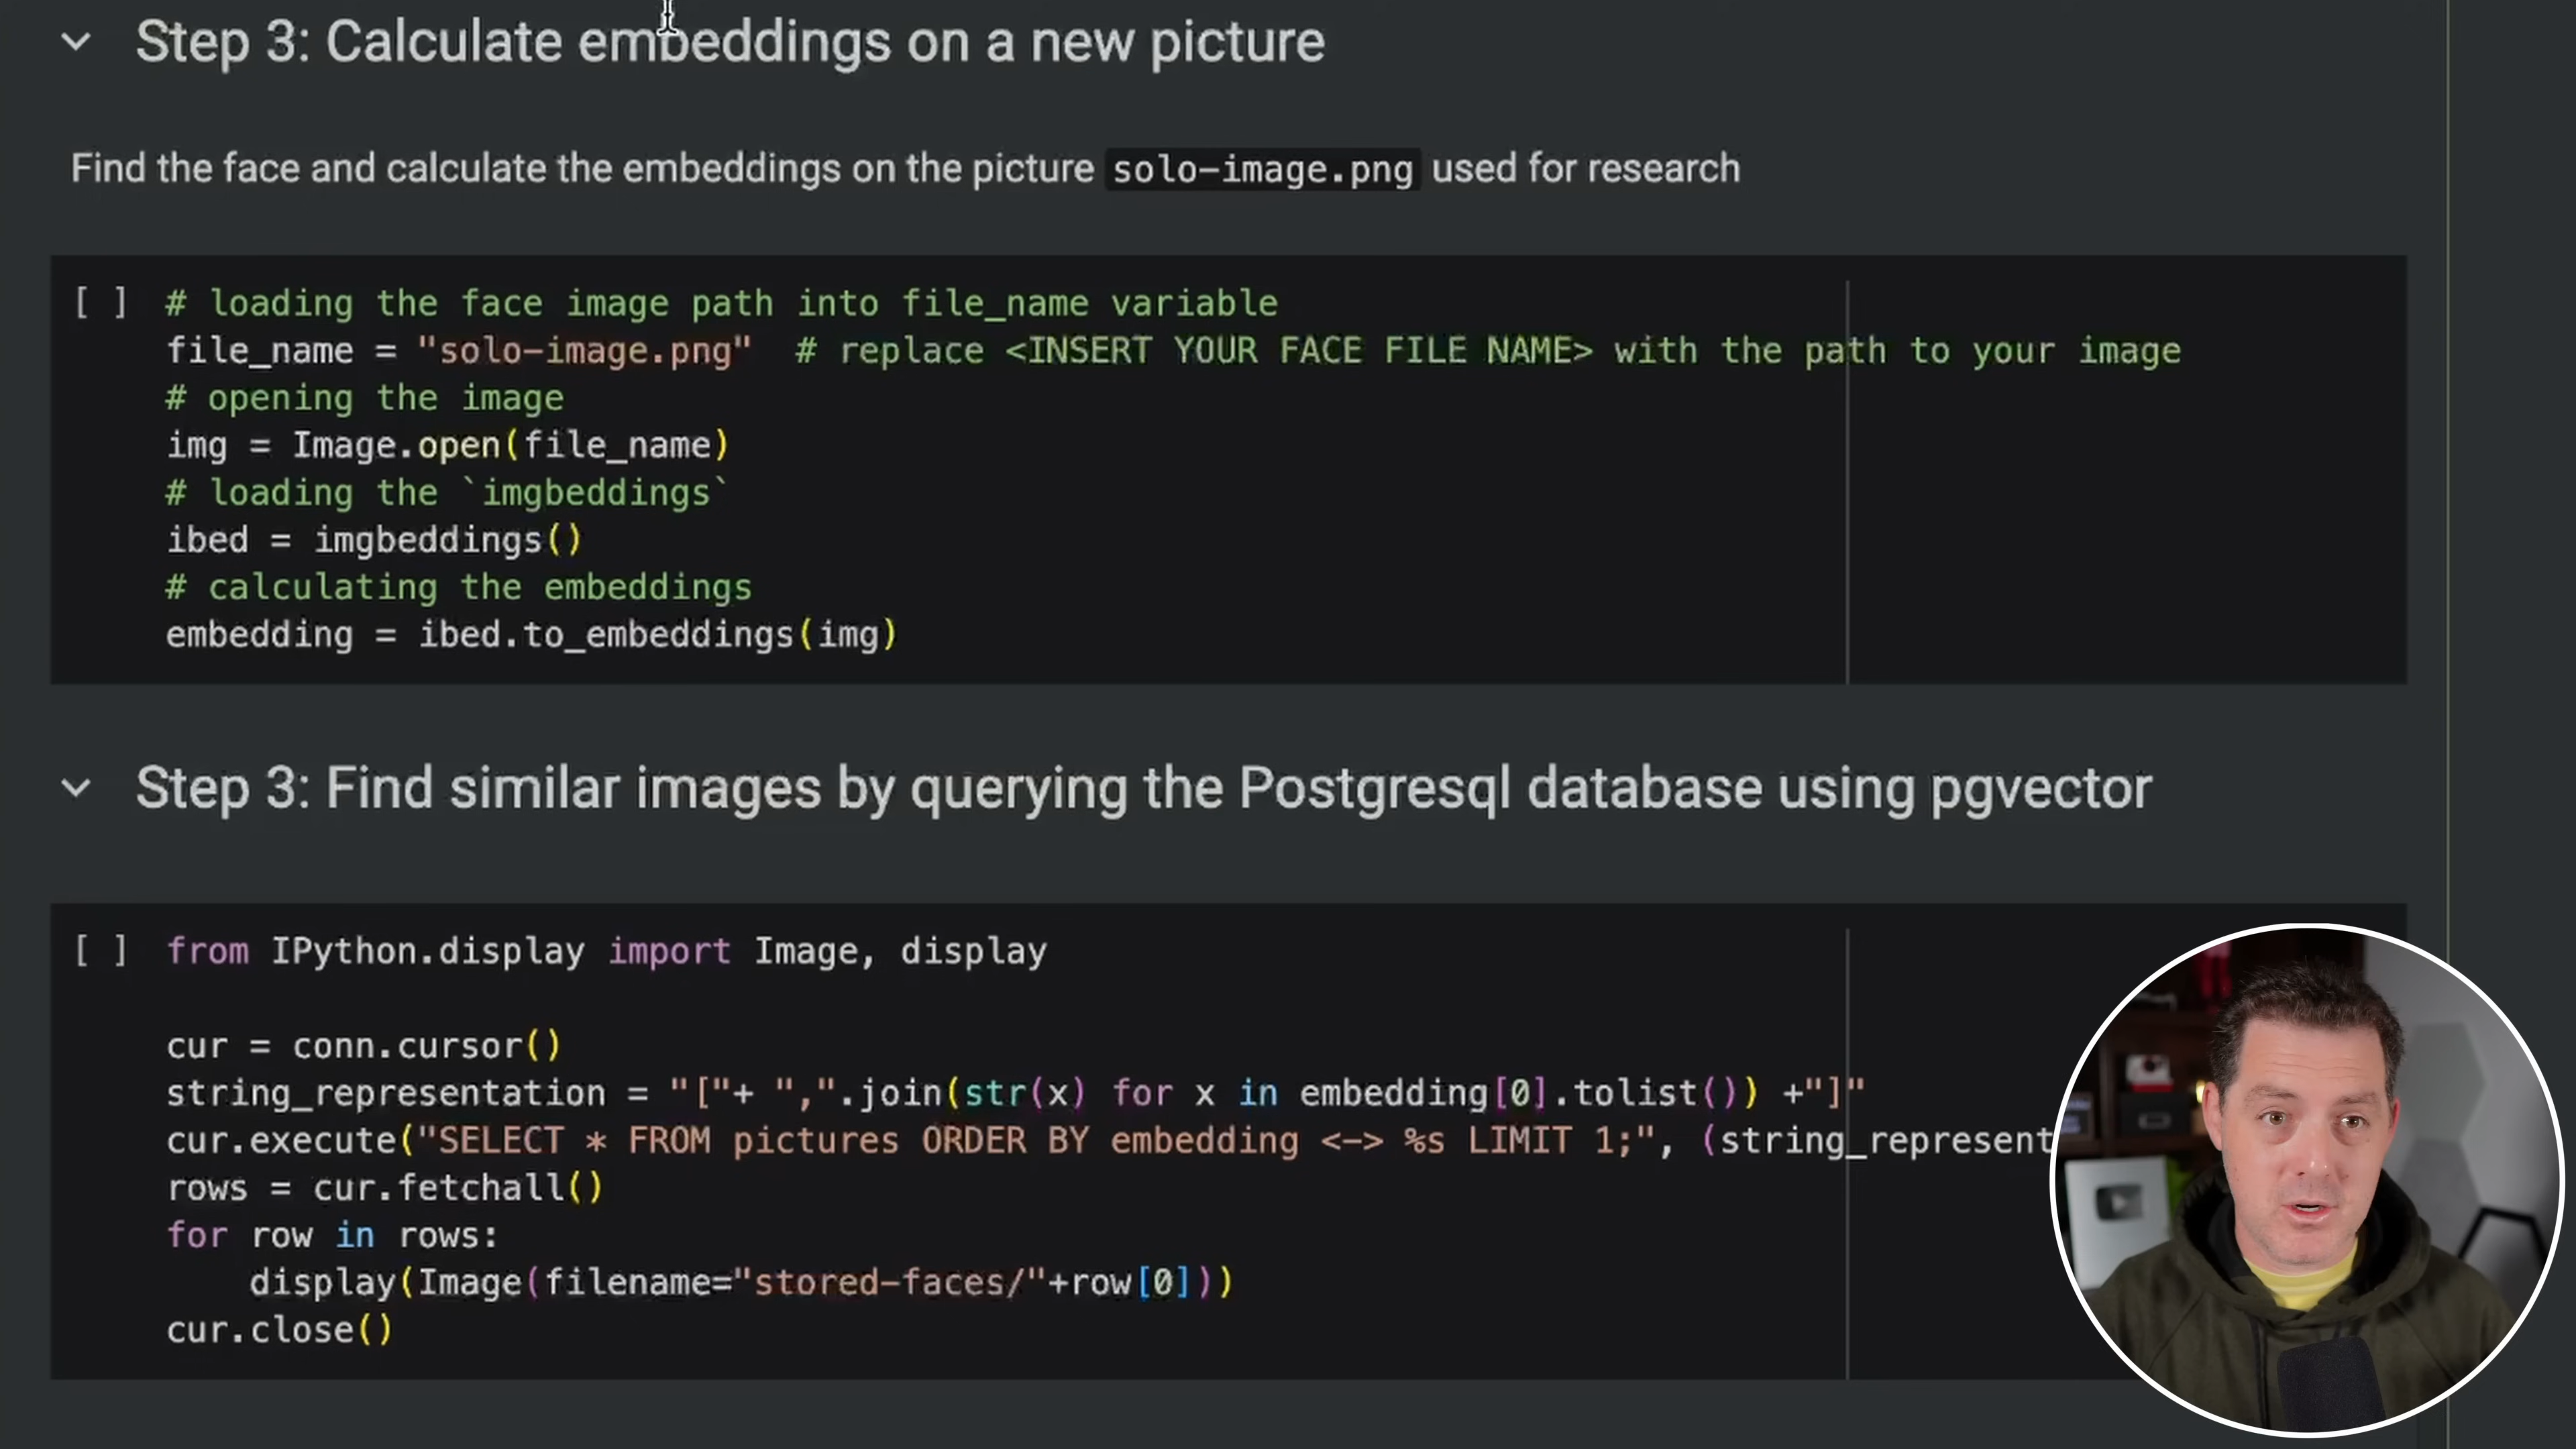 Step 3: Calculate embeddings on a new picture
Find the face and calculate the embeddings on the picture solo-image.png used for research
[ ] # loading the face image path into file_name variable
file_name = "solo-image.png"  # replace <INSERT YOUR FACE FILE NAME> with the path to your image
# opening the image
img = Image.open(file_name)
# loading the `imgbeddings`
ibed = imgbeddings()
# calculating the embeddings
embedding = ibed.to_embeddings(img)
Step 3: Find similar images by querying the Postgresql database using pgvector
[ ] from IPython.display import Image, display
cur = conn.cursor()
string_representation = "["+ ",".join(str(x) for x in embedding[0].tolist()) +"]"
cur.execute("SELECT * FROM pictures ORDER BY embedding <-> %s LIMIT 1;", (string_represent
rows = cur.fetchall()
for row in rows:
    display(Image(filename="stored-faces/"+row[0]))
cur.close()